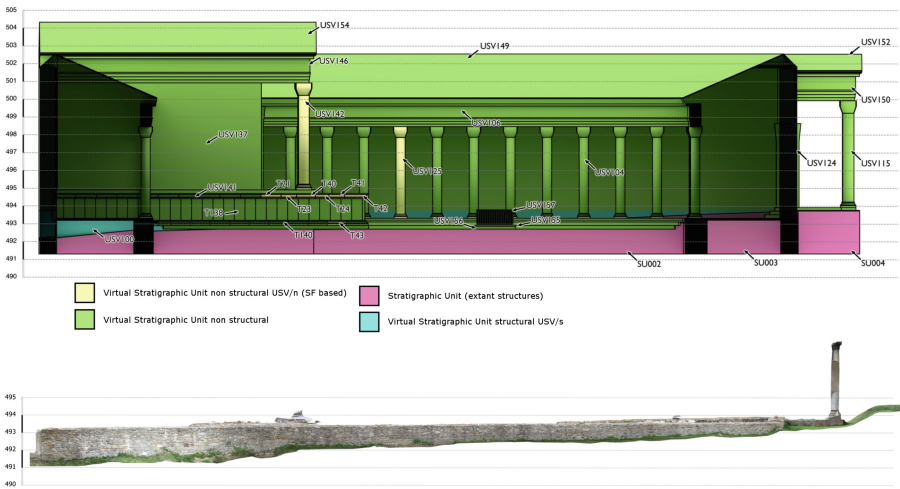 505
504
503
502
501
500
499
498
497
496
495
494
493
492
491
490
USV154
USV149
USV152
USV146
USV150
USV142
USV106
USV137
USV124
USV115
USV125
USV104
USV141
T21
T40
T41
T138
T23
T24
T42
USV157
USV100
USV156
USV155
T140
T43
SU002
SU003
SU004
Virtual Stratigraphic Unit non structural USV/n (SF based)
Stratigraphic Unit (extant structures)
Virtual Stratigraphic Unit non structural
Virtual Stratigraphic Unit structural USV/s
495
494
493
492
491
490